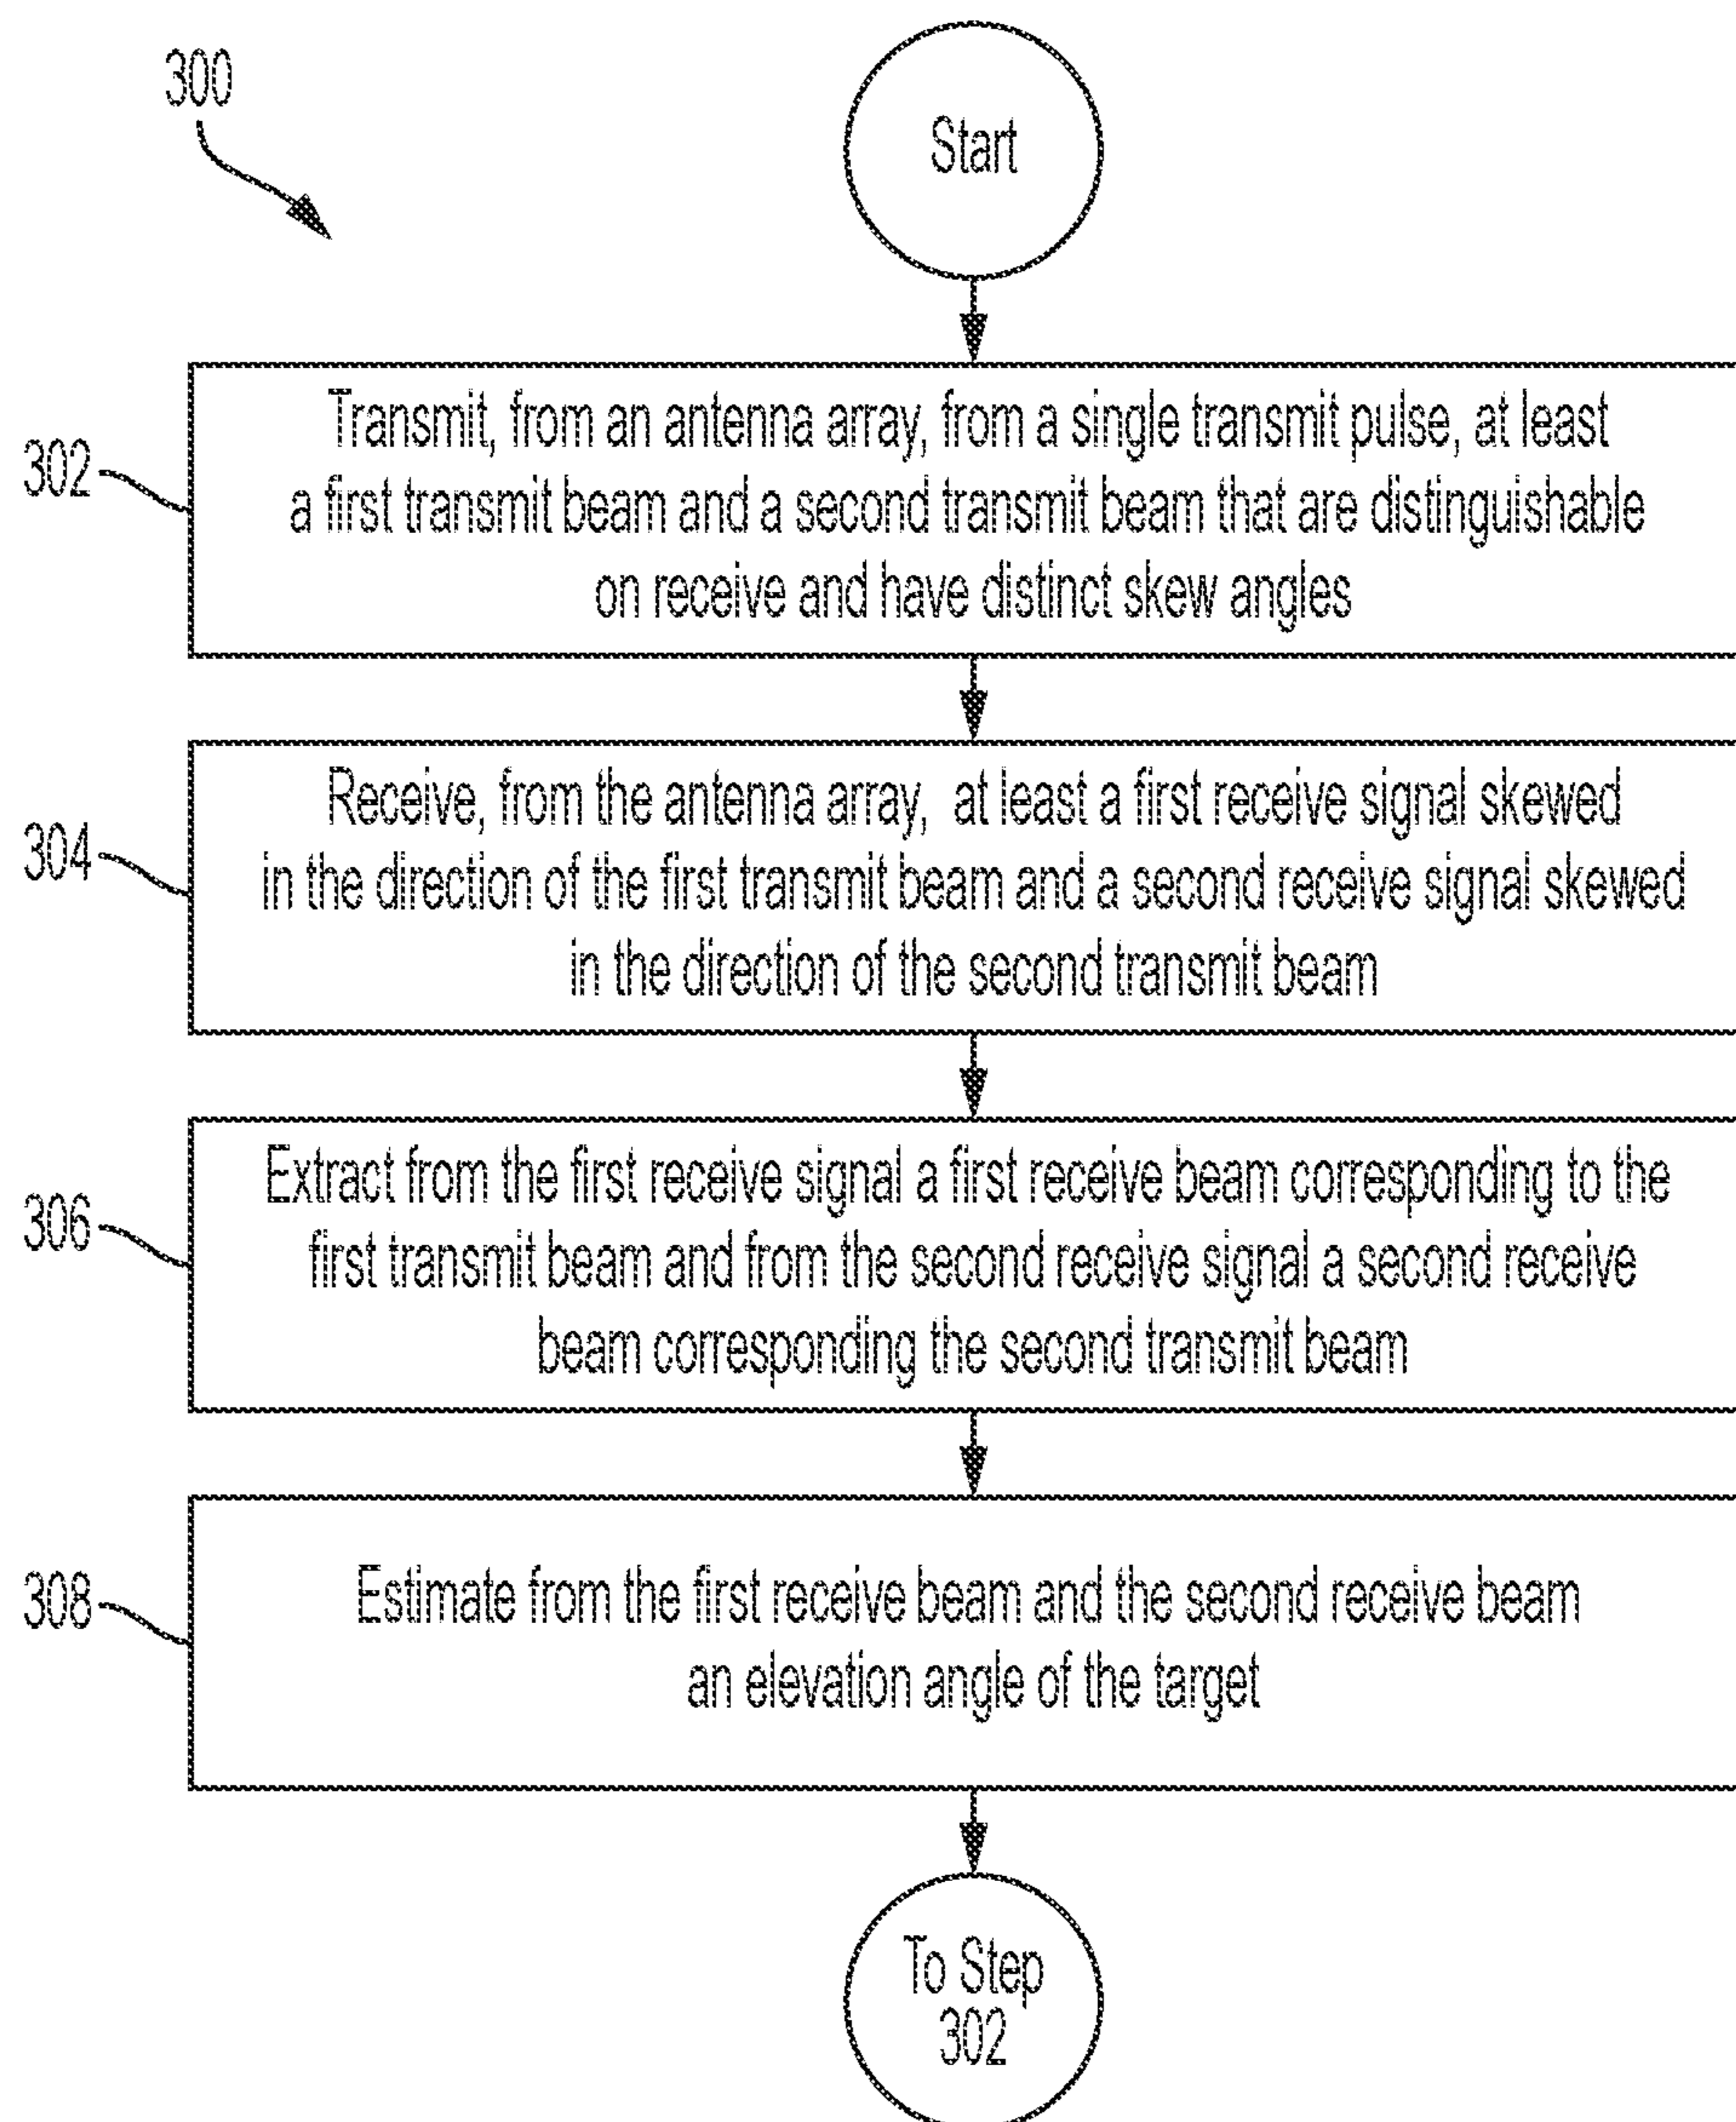 300
Start
302
Transmit, from an antenna array, from a single transmit pulse, at least
a first transmit beam and a second transmit beam that are distinguishable
on receive and have distinct skew angles
304
Receive, from the antenna array, at least a first receive signal skewed
in the direction of the first transmit beam and a second receive signal skewed
in the direction of the second transmit beam
306
Extract from the first receive signal a first receive beam corresponding to the
first transmit beam and from the second receive signal a second receive
beam corresponding the second transmit beam
308
Estimate from the first receive beam and the second receive beam
an elevation angle of the target
To Step
302